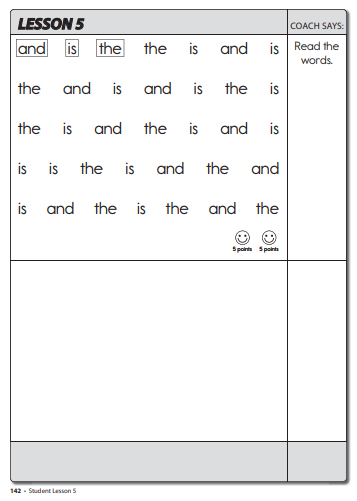 LESSON 5
COACH SAYS:
and is the the is and is
Read the
words.
the and is and is the is
the is and the is and is
is is the is and the and
is and the is the and the
5 points 5 points
142 • Student Lesson 5